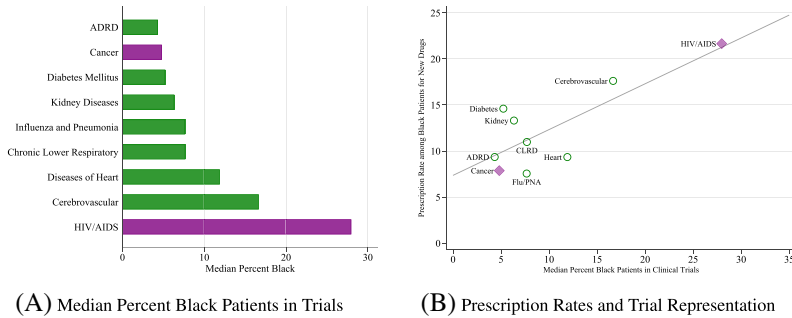 ADRD
Cancer
Diabetes Mellitus
Kidney Diseases
Influenza and Pneumonia
Chronic Lower Respiratory
Diseases of Heart
Cerebrovascular
HIV/AIDS
0 10 20 30
Median Percent Black
(A) Median Percent Black Patients in Trials
Prescription Rate among Black Patients for New Drugs
25
20
15
10
5
0
HIV/AIDS
Cerebrovascular
Diabetes
Kidney
CLRD
ADRD
Heart
Cancer
Flu/PNA
0 5 10 15 20 25 30 35
Median Percent Black Patients in Clinical Trials
(B) Prescription Rates and Trial Representation